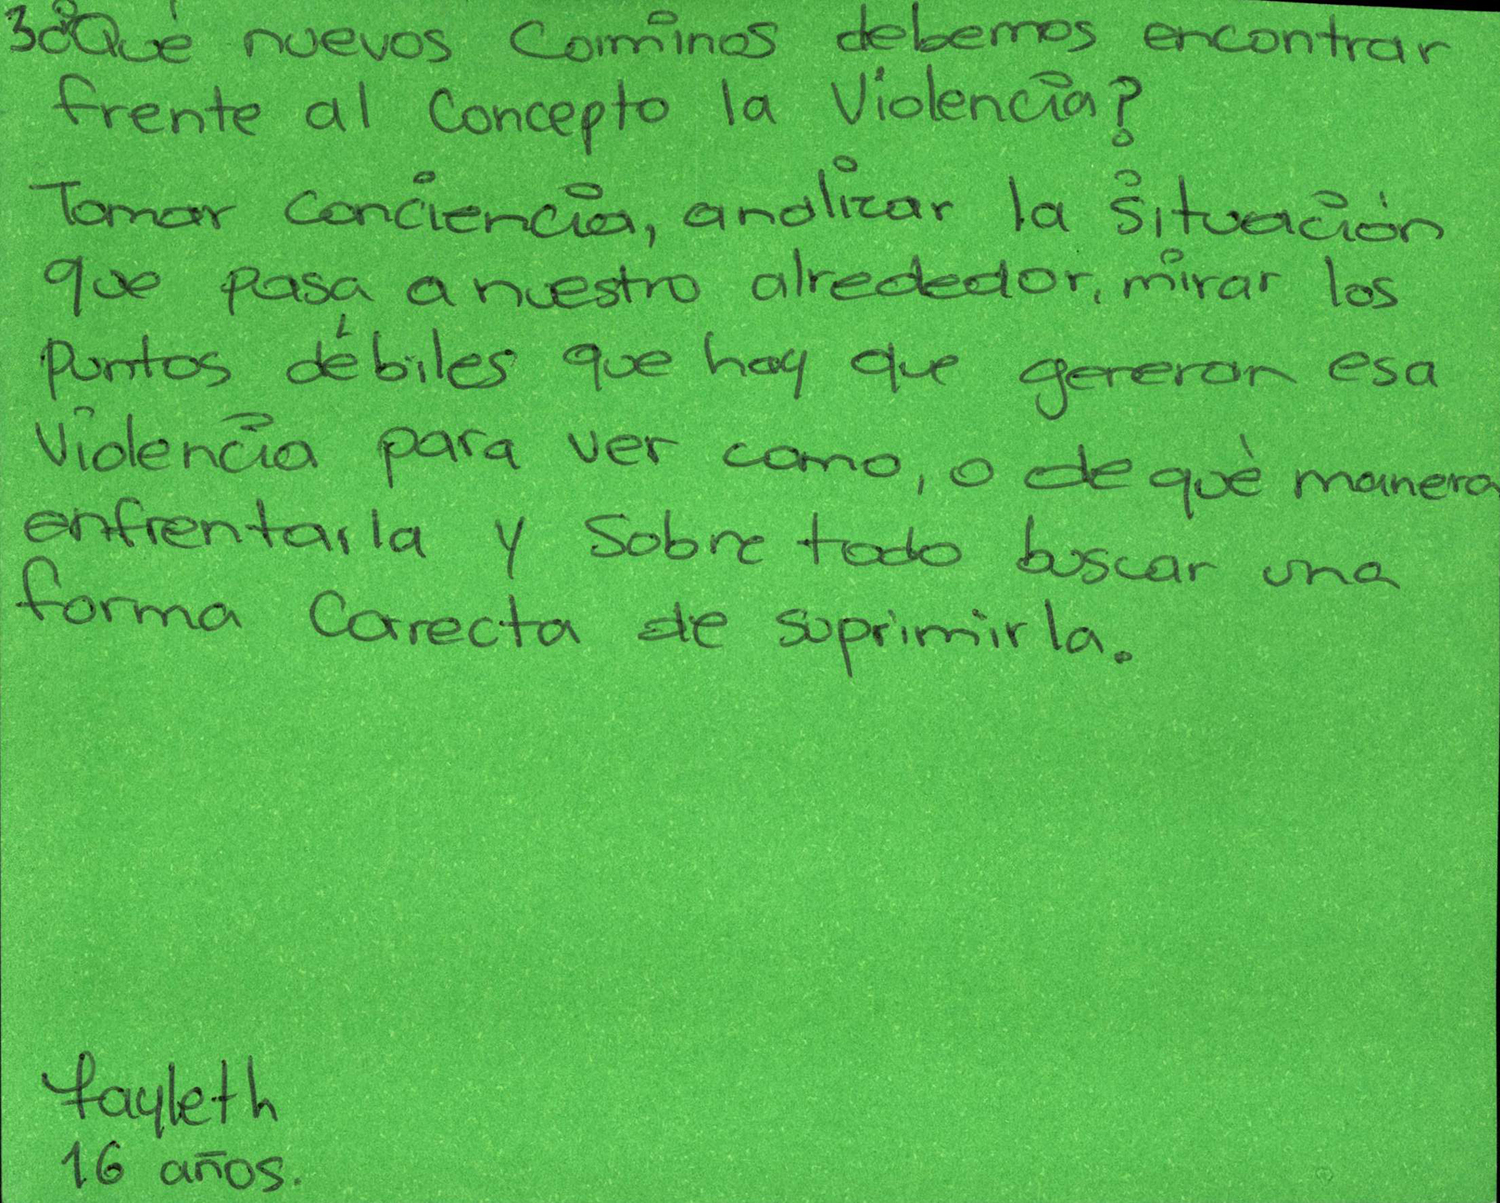 3 ¿Qué nuevos Caminos debemos encontrar
frente al Concepto la Violencia?
Tomar conciencia, analizar la situación
que pasa a nuestro alrededor, mirar los
puntos débiles que hay que generan esa
Violencia para ver como, o de qué manera
enfrentarla y Sobre todo buscar una
forma Correcta de suprimirla.
Yayleth
16 años.